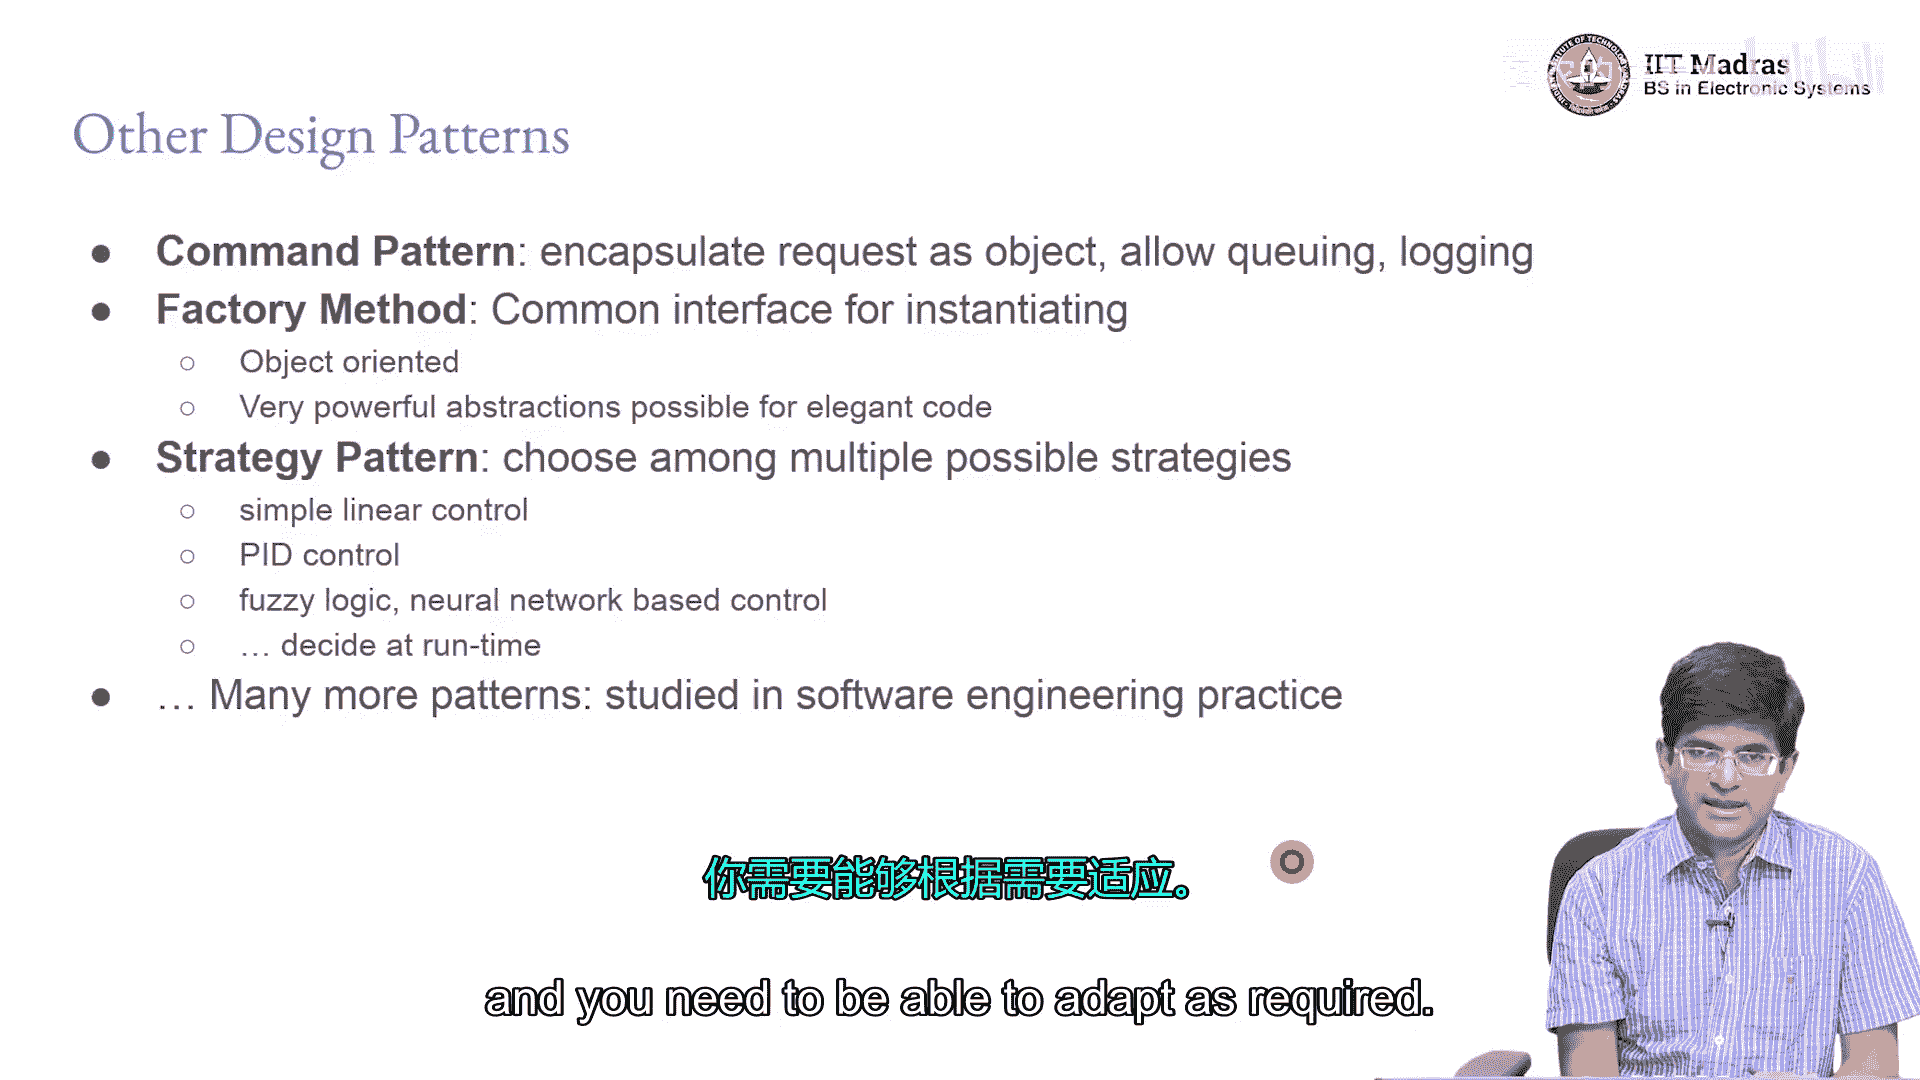 IIT Madras
BS in Electronic Systems
Other Design Patterns
● Command Pattern: encapsulate request as object, allow queuing, logging
● Factory Method: Common interface for instantiating
○ Object oriented
○ Very powerful abstractions possible for elegant code
● Strategy Pattern: choose among multiple possible strategies
○ simple linear control
○ PID control
○ fuzzy logic, neural network based control
○ … decide at run-time
● … Many more patterns: studied in software engineering practice
你需要能够根据需要适应。
and you need to be able to adapt as required.